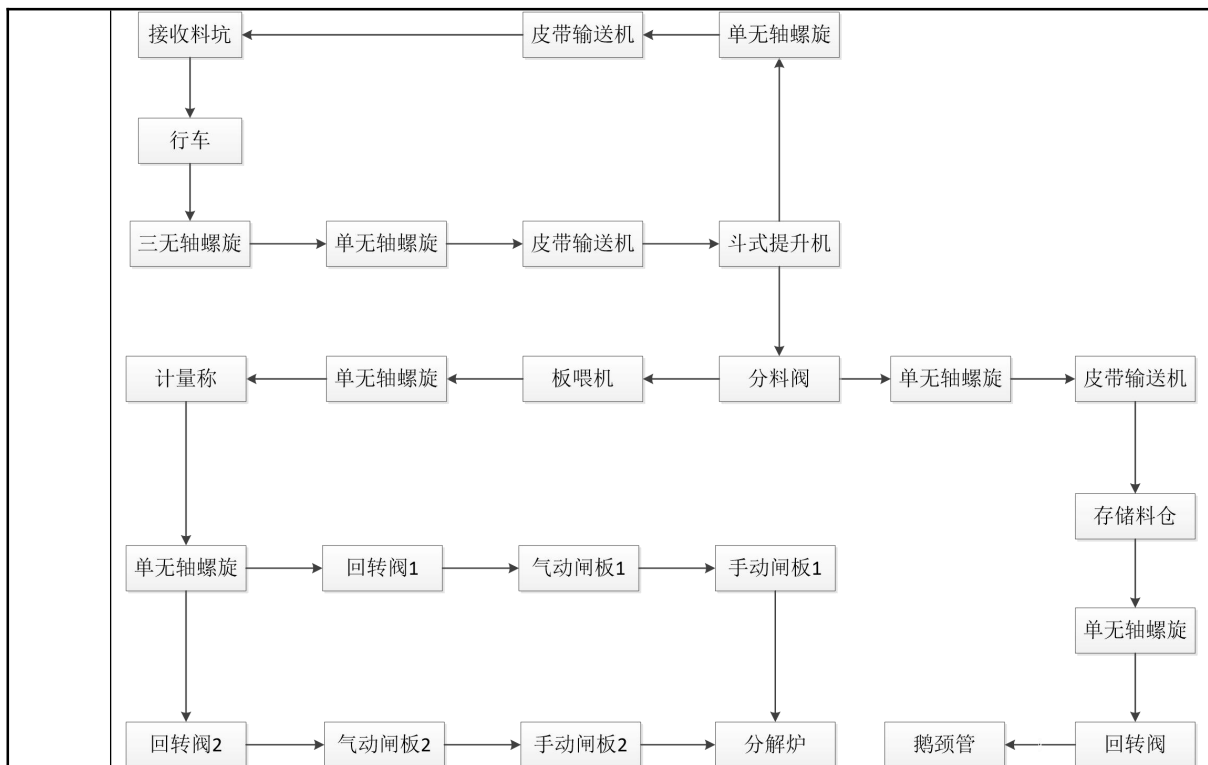 接收料坑
皮带输送机
单无轴螺旋
行车
三无轴螺旋
单无轴螺旋
皮带输送机
斗式提升机
计量称
单无轴螺旋
板喂机
分料阀
单无轴螺旋
皮带输送机
存储料仓
单无轴螺旋
回转阀1
气动闸板1
手动闸板1
单无轴螺旋
回转阀2
气动闸板2
手动闸板2
分解炉
鹅颈管
回转阀